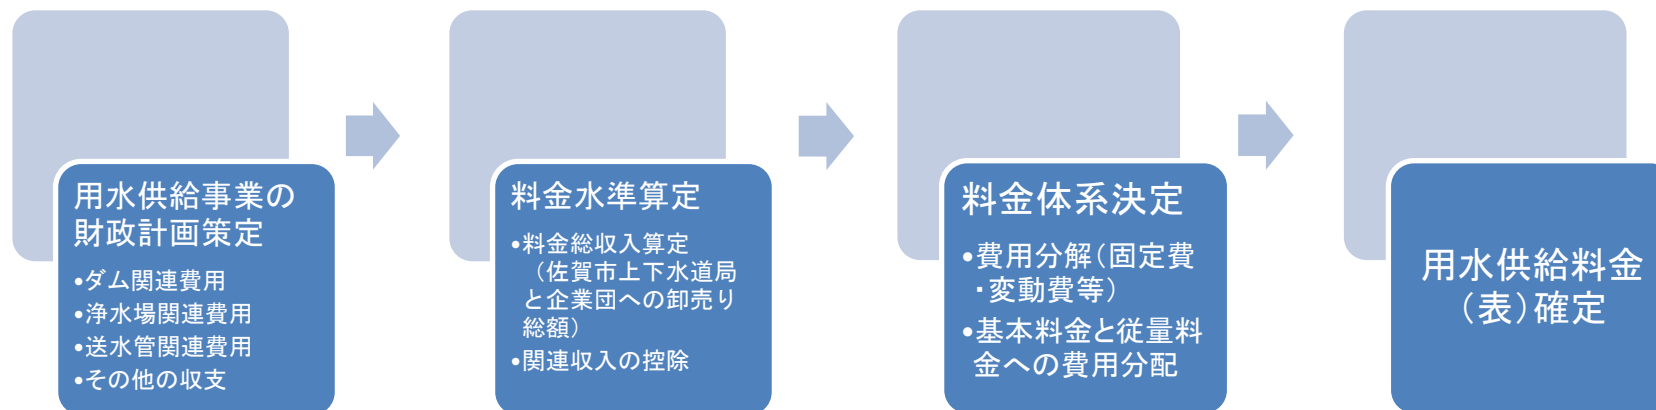 用水供給事業の
財政計画策定
•ダム関連費用
•浄水場関連費用
•送水管関連費用
•その他の収支
料金水準算定
•料金総収入算定
（佐賀市上下水道局
と企業団への卸売り
総額）
•関連収入の控除
料金体系決定
•費用分解（固定費
・変動費等）
•基本料金と従量料
金への費用分配
用水供給料金
（表）確定